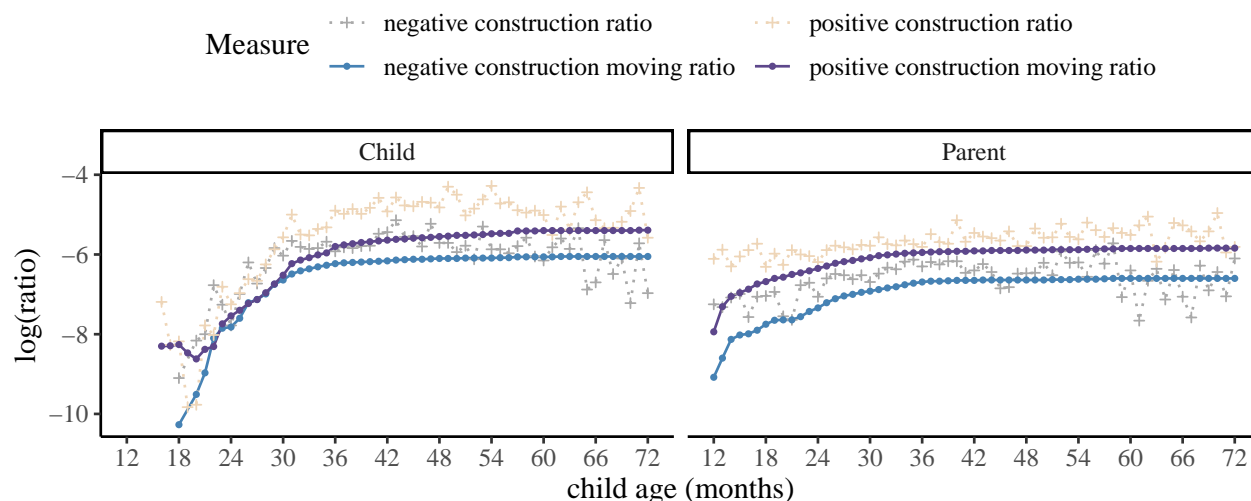 Measure
negative construction ratio positive construction ratio
negative construction moving ratio positive construction moving ratio
Child Parent
log(ratio)
−4
−6
−8
−10
12 18 24 30 36 42 48 54 60 66 72 12 18 24 30 36 42 48 54 60 66 72
child age (months)